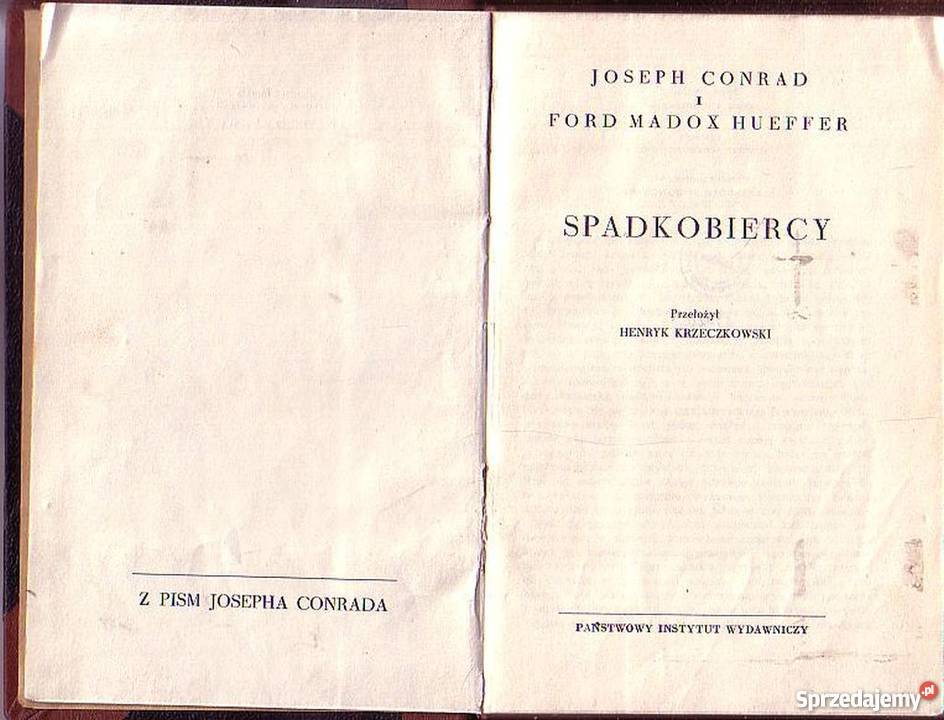 Z PISM JOSEPHA CONRADA
JOSEPH CONRAD
I
FORD MADOX HUEFFER
SPADKOBIERCY
Przełożył
HENRYK KRZECZKOWSKI
PAŃSTWOWY INSTYTUT WYDAWNICZY
Sprzedajemy.pl